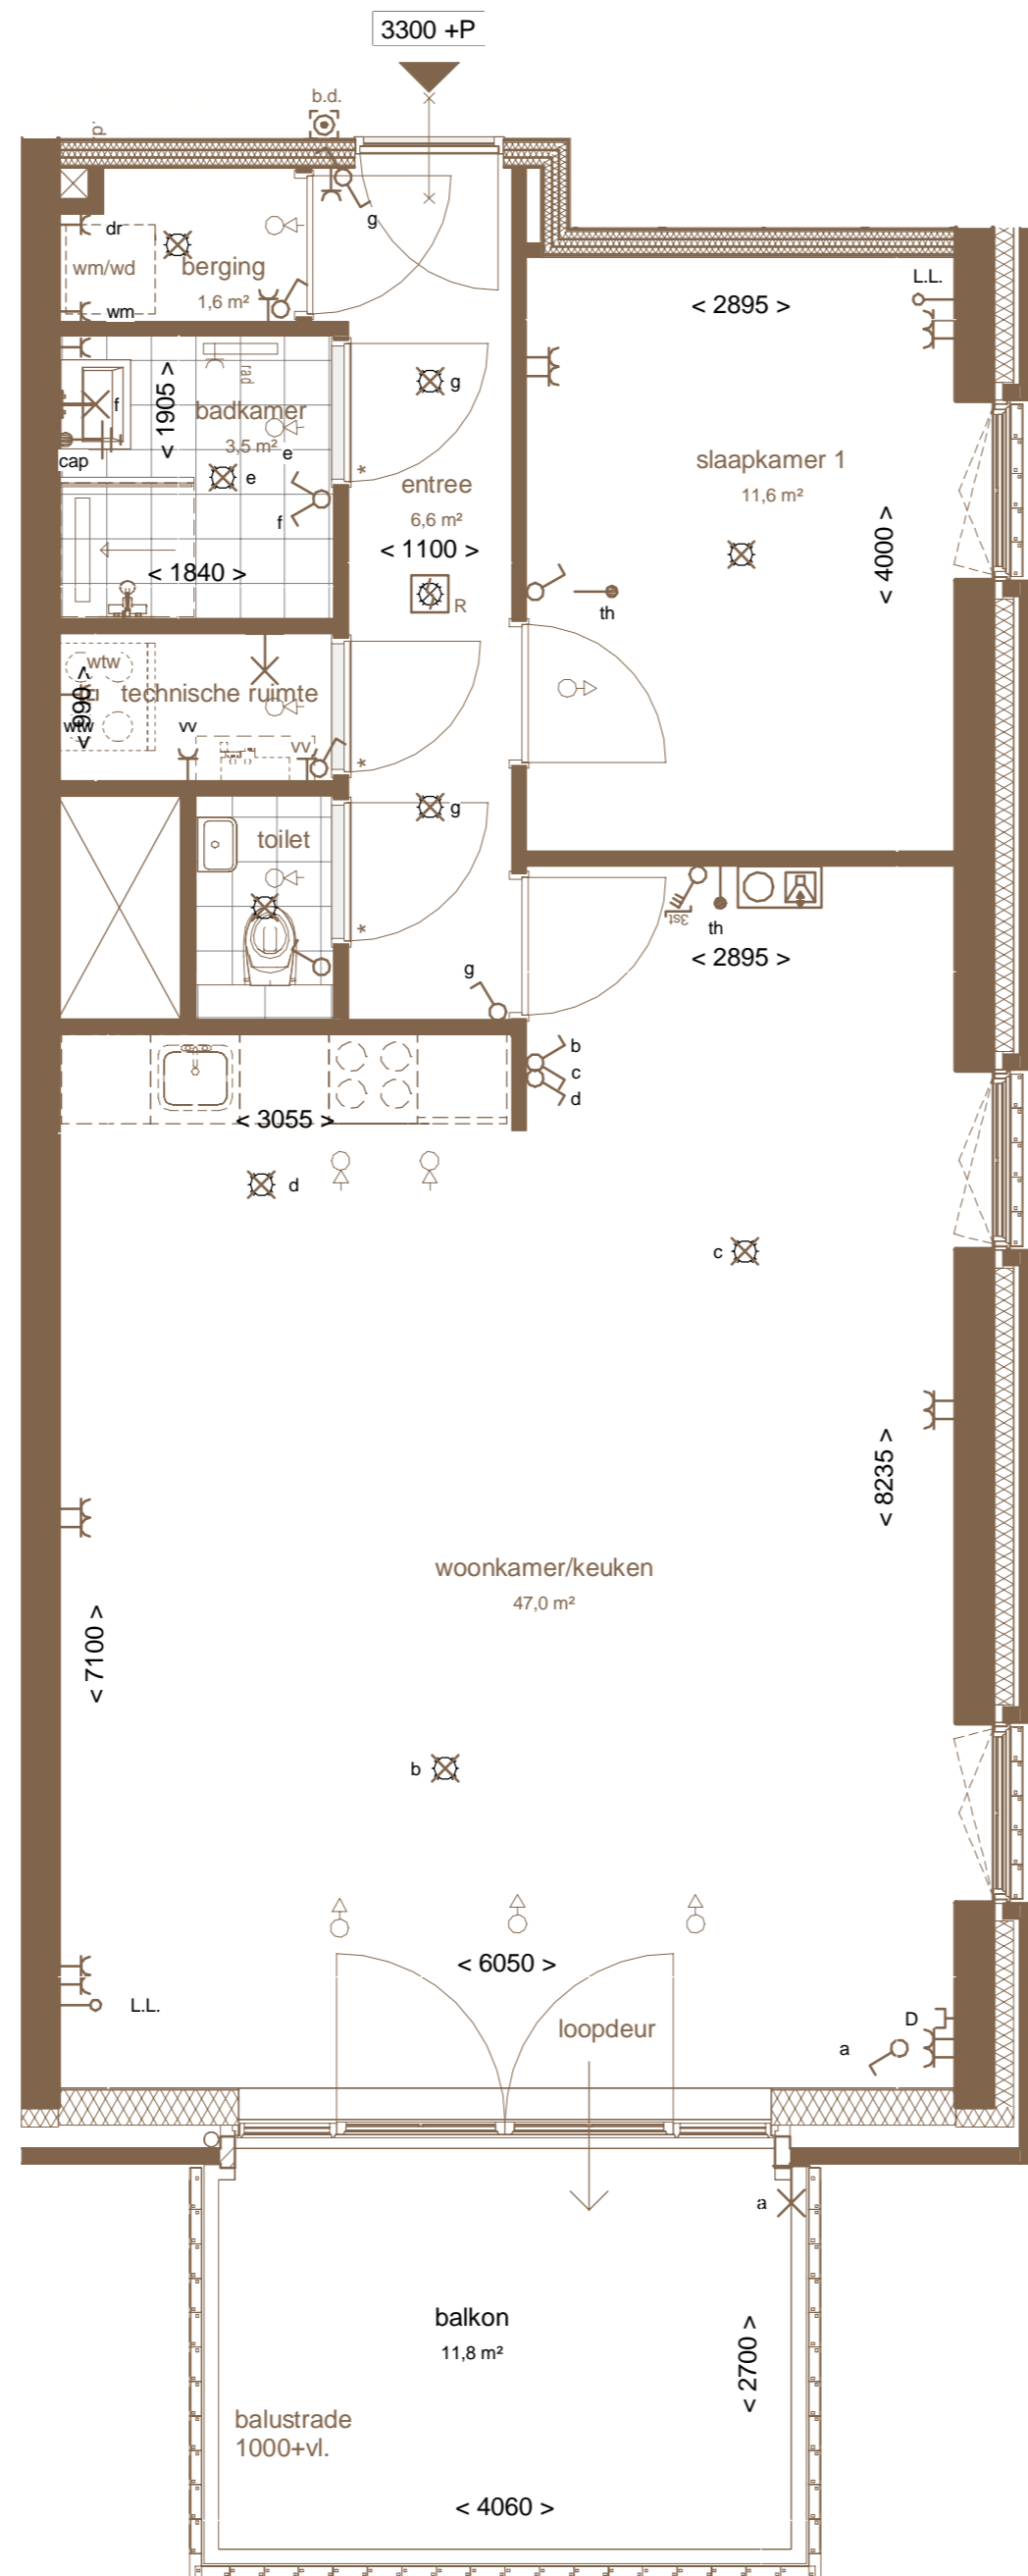 3300 +P
b.d.
g
dr
wm/wd
berging
1,6 m²
wm
L.L.
< 2895 >
rad
g
< 1905 >
f
badkamer
3,5 m²
e
cap
e
f
entree
6,6 m²
< 1100 >
slaapkamer 1
11,6 m²
< 4000 >
< 1840 >
R
th
wtw
technische ruimte
< 990 >
wtw
vv
vv
g
toilet
3st
th
< 2895 >
g
b
c
d
< 3055 >
d
c
< 8235 >
woonkamer/keuken
47,0 m²
< 7100 >
b
< 6050 >
L.L.
loopdeur
D
a
a
balkon
11,8 m²
< 2700 >
balustrade
1000+vl.
< 4060 >